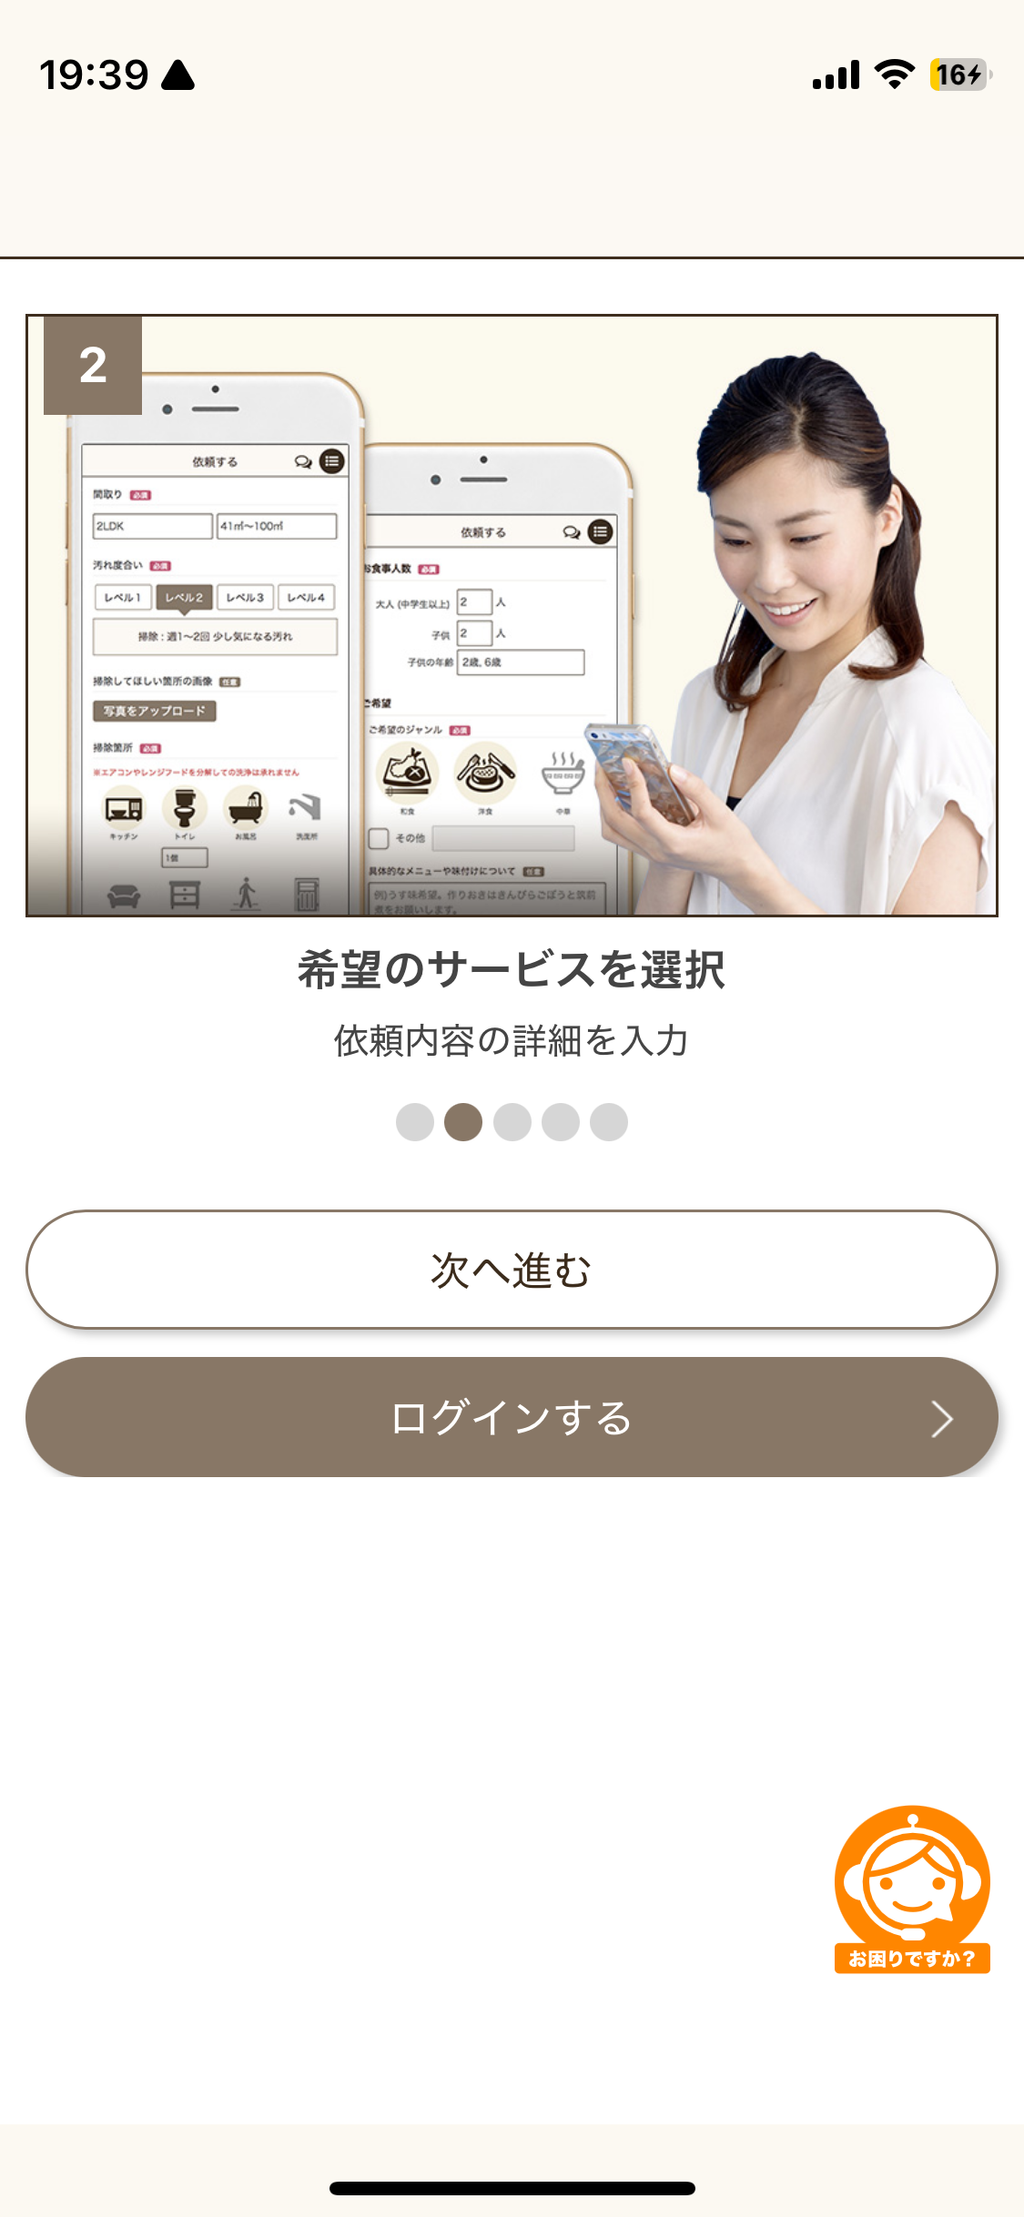 19:39
16
2
依頼する
間取り 必須
2LDK
41㎡〜100㎡
汚れ度合い 必須
レベル1 レベル2 レベル3 レベル4
掃除 : 週1〜2回 少し気になる汚れ
掃除してほしい箇所の画像 任意
写真をアップロード
掃除箇所 必須
※エアコンやレンジフードを分解しての洗浄は承れません
キッチン トイレ お風呂 洗面所
1個
依頼する
お食事人数 必須
大人 (中学生以上) 2 人
子供 2 人
子供の年齢 2歳, 6歳
ご希望
ご希望のジャンル 必須
和食 洋食 中華
その他
具体的なメニューや味付けについて 任意
例)うす味希望。作りおきはきんぴらごぼうと筑前
煮をお願いします。
希望のサービスを選択
依頼内容の詳細を入力
次へ進む
ログインする
お困りですか？